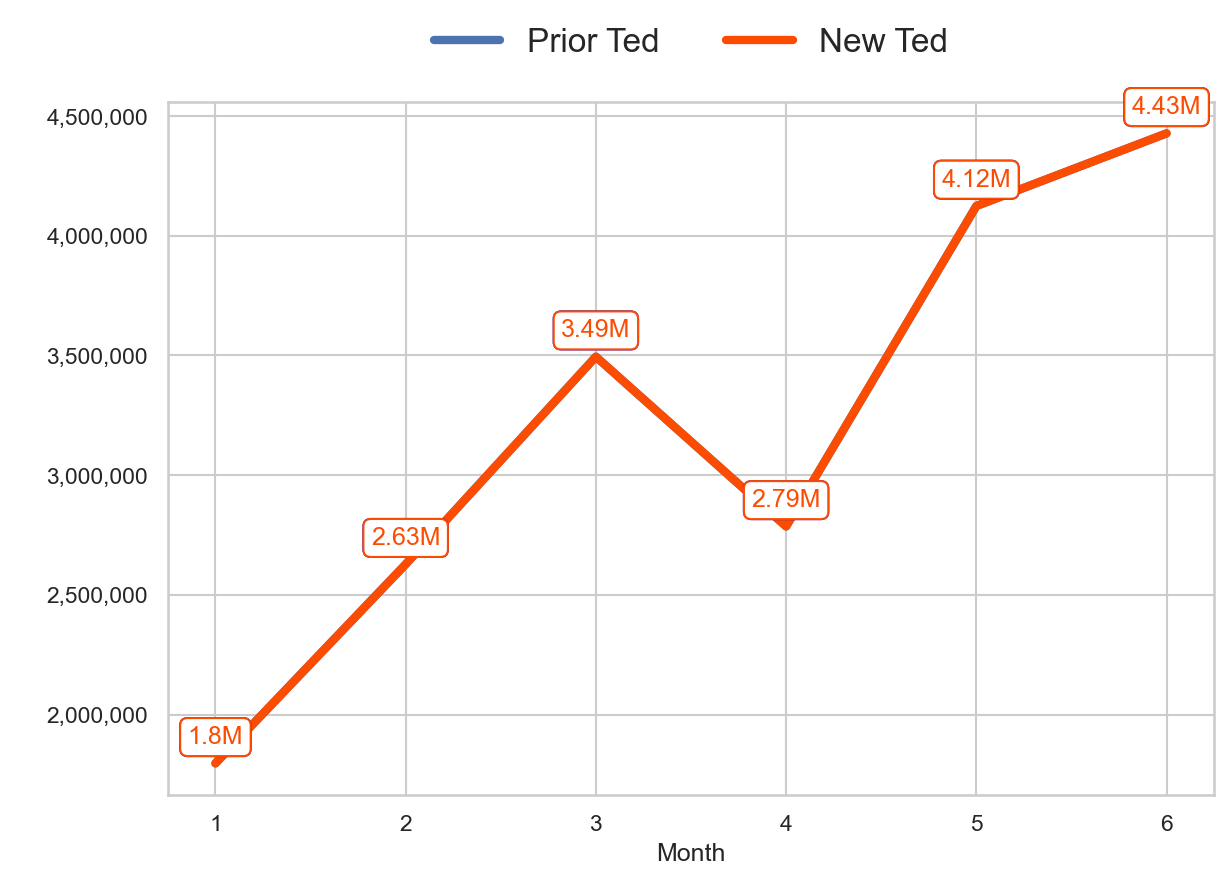 Prior Ted New Ted
4.43M
4,500,000
4.12M
4,000,000
3.49M
3,500,000
3,000,000
2.79M
2.63M
2,500,000
2,000,000
1.8M
1 2 3 4 5 6
Month